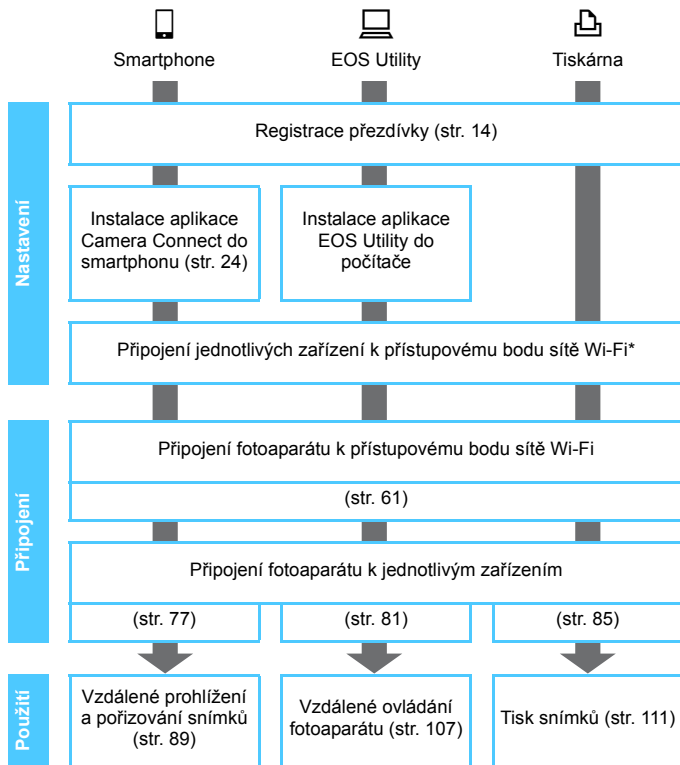 Smartphone
EOS Utility
Tiskárna
Nastavení
Registrace přezdívky (str. 14)
Instalace aplikace
Camera Connect do
smartphonu (str. 24)
Instalace aplikace
EOS Utility do
počítače
Připojení jednotlivých zařízení k přístupovému bodu sítě Wi-Fi*
Připojení
Připojení fotoaparátu k přístupovému bodu sítě Wi-Fi
(str. 61)
Připojení fotoaparátu k jednotlivým zařízením
(str. 77)
(str. 81)
(str. 85)
Použití
Vzdálené prohlížení
a pořizování snímků
(str. 89)
Vzdálené ovládání
fotoaparátu (str. 107)
Tisk snímků (str. 111)